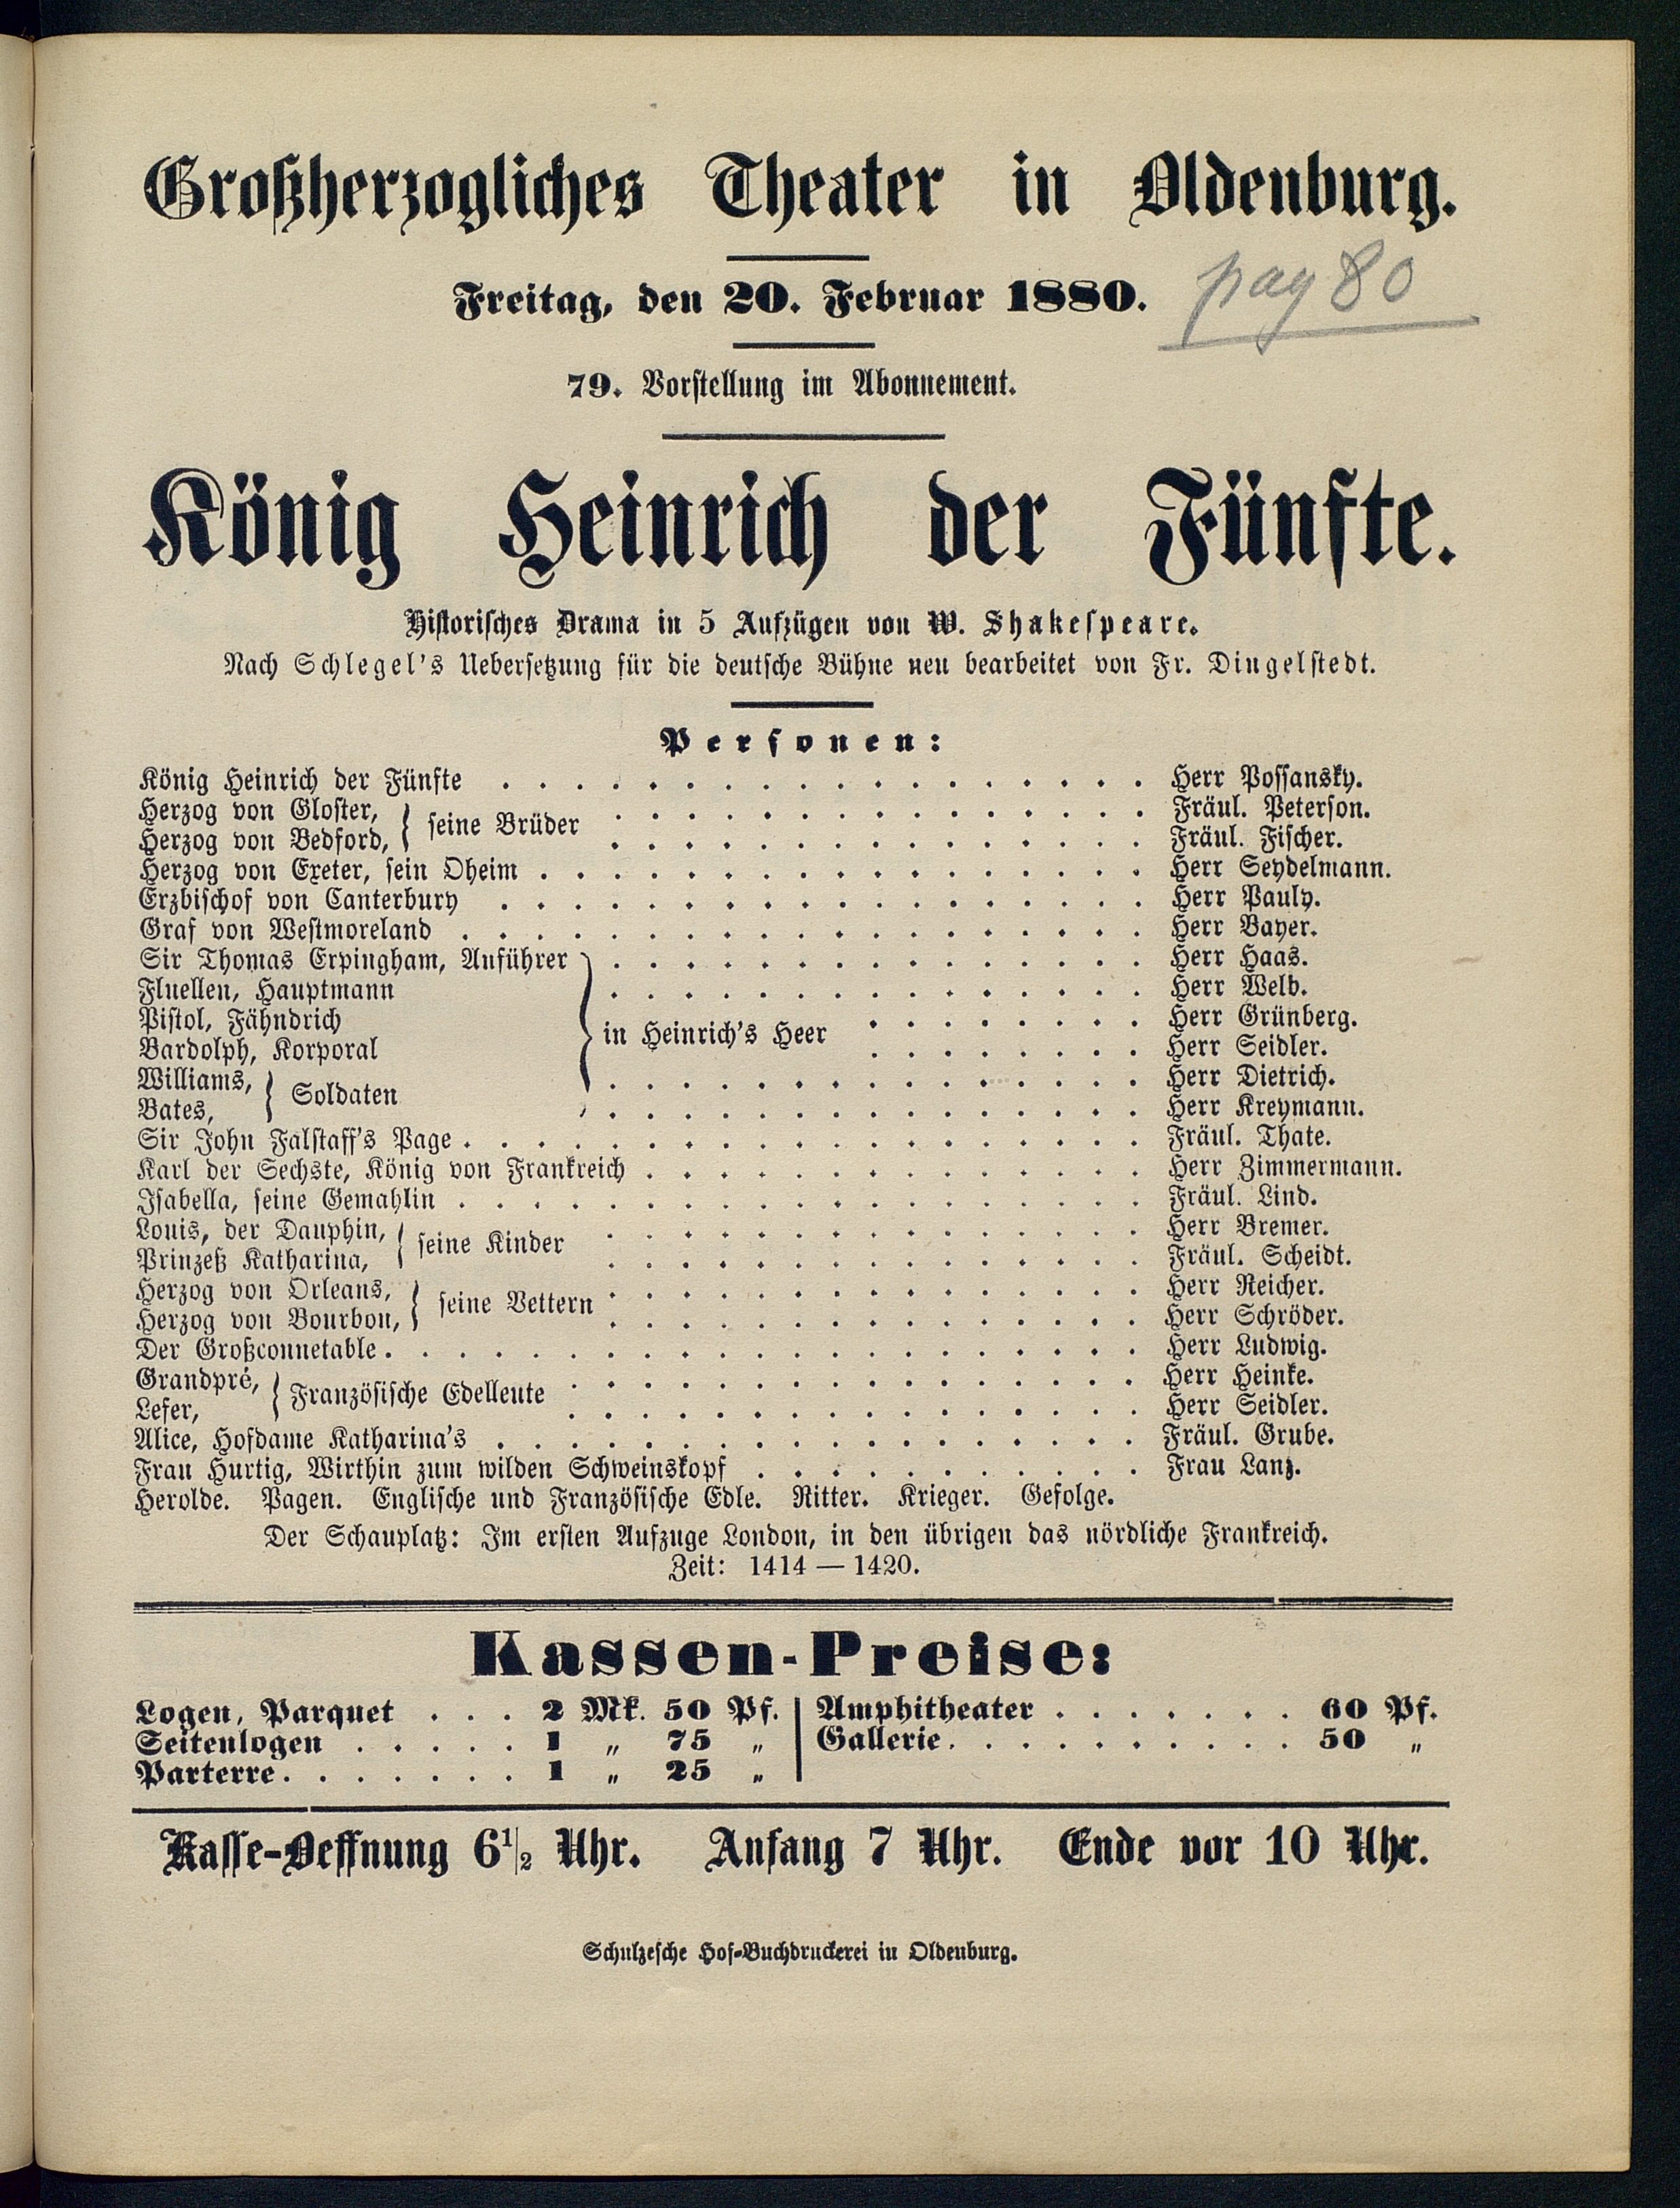 Großherzogliches Theater in Oldenburg.
Freitag, den 20. Februar 1880.
pag 80
79. Vorstellung im Abonnement.
König Heinrich der Fünfte.
Historisches Drama in 5 Aufzügen von W. Shakespeare.
Nach Schlegel's Uebersetzung für die deutsche Bühne neu bearbeitet von Fr. Dingelstedt.
Personen:
König Heinrich der Fünfte . . . . . Herr Possansky.
Herzog von Gloster, } seine Brüder . . . . . Fräul. Peterson.
Herzog von Bedford, } . . . . . Fräul. Fischer.
Herzog von Exeter, sein Oheim . . . . . Herr Seydelmann.
Erzbischof von Canterbury . . . . . Herr Pauly.
Graf von Westmoreland . . . . . Herr Bayer.
Sir Thomas Erpingham, Anführer } . . . . . Herr Haas.
Fluellen, Hauptmann . . . . . Herr Welb.
Pistol, Fähndrich } in Heinrich's Heer . . . . . Herr Grünberg.
Bardolph, Korporal . . . . . Herr Seidler.
Williams, } Soldaten . . . . . Herr Dietrich.
Bates, . . . . . Herr Kreymann.
Sir John Falstaff's Page . . . . . Fräul. Thate.
Karl der Sechste, König von Frankreich . . . . . Herr Zimmermann.
Isabella, seine Gemahlin . . . . . Fräul. Lind.
Louis, der Dauphin, } seine Kinder . . . . . Herr Bremer.
Prinzeß Katharina, . . . . . Fräul. Scheidt.
Herzog von Orleans, } seine Vettern . . . . . Herr Reicher.
Herzog von Bourbon, } . . . . . Herr Schröder.
Der Großconnetable . . . . . Herr Ludwig.
Grandpré, } Französische Edelleute . . . . . Herr Heinke.
Lefer, . . . . . Herr Seidler.
Alice, Hofdame Katharina's . . . . . Fräul. Grube.
Frau Hurtig, Wirthin zum wilden Schweinskopf . . . . . Frau Lanz.
Herolde. Pagen. Englische und Französische Edle. Ritter. Krieger. Gefolge.
Der Schauplatz: Im ersten Aufzuge London, in den übrigen das nördliche Frankreich.
Zeit: 1414 — 1420.
Kassen-Preise:
Logen, Parquet . . . 2 Mk. 50 Pf. | Amphitheater . . . . . 60 Pf.
Seitenlogen . . . . . 1 „ 75 „ | Gallerie . . . . . 50 „
Parterre . . . . . 1 „ 25 „
Kasse-Oeffnung 6 1/2 Uhr. Anfang 7 Uhr. Ende vor 10 Uhr.
Schulzesche Hof-Buchdruckerei in Oldenburg.